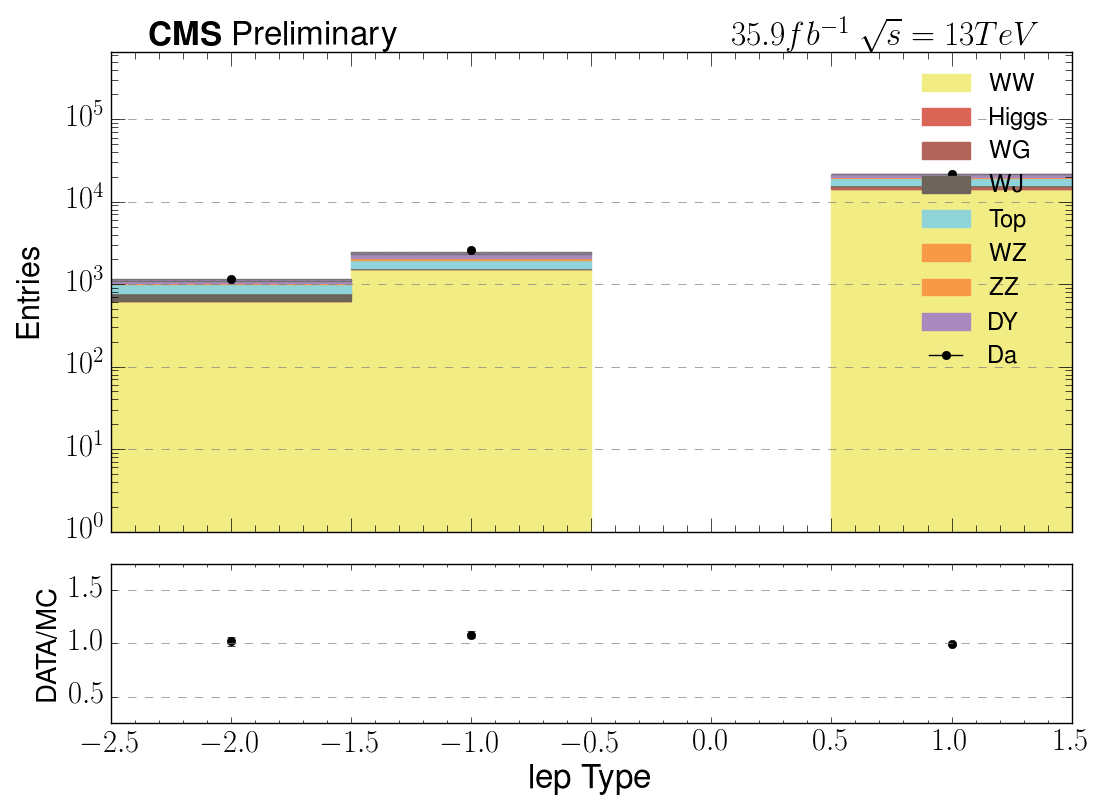 CMS Preliminary
35.9fb⁻¹ √s = 13TeV
WW
Higgs
WG
WJ
Top
WZ
ZZ
DY
Da
Entries
10⁵
10⁴
10³
10²
10¹
10⁰
DATA/MC
1.5
1.0
0.5
−2.5 −2.0 −1.5 −1.0 −0.5 0.0 0.5 1.0 1.5
lep Type